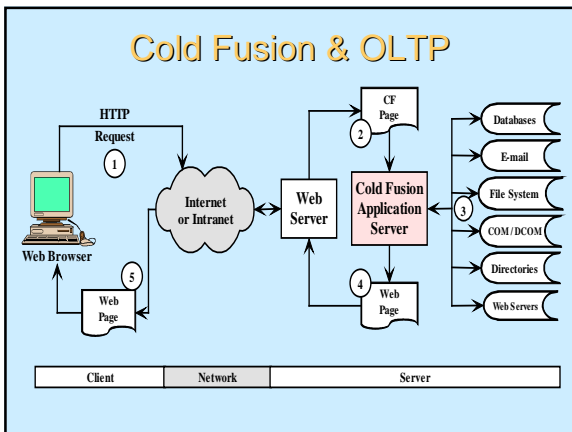 Cold Fusion & OLTP
HTTP
Request
1
Web Browser
Web
Page
5
Internet
or Intranet
Web
Server
CF
Page
2
Cold Fusion
Application
Server
4
Web
Page
3
Databases
E-mail
File System
COM / DCOM
Directories
Web Servers
Client
Network
Server